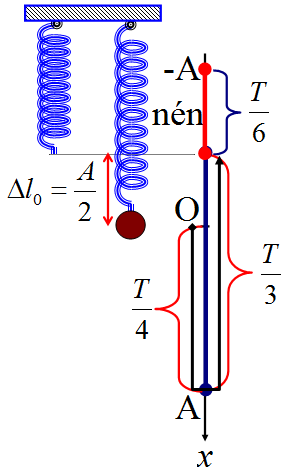 -A
nén
T/6
Δl₀ = A/2
O
T/4
T/3
A
x